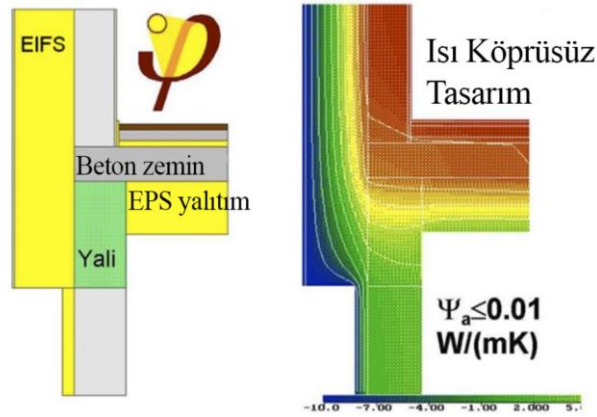 EIFS
Beton zemin
EPS yalıtım
Yali
Isı Köprüsüz
Tasarım
Ψa≤0.01
W/(mK)
-10.0 -7.00 -4.00 -1.00 2.000 5.